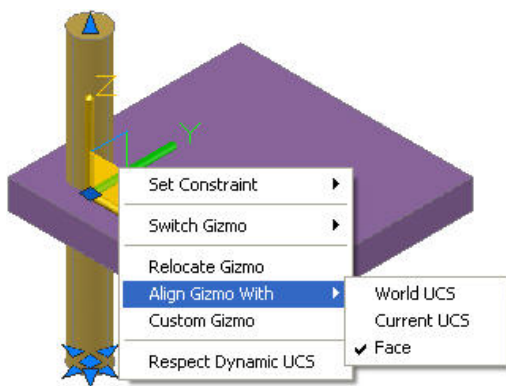 Z
Y
Set Constraint
Switch Gizmo
Relocate Gizmo
Align Gizmo With
World UCS
Custom Gizmo
Current UCS
Face
Respect Dynamic UCS